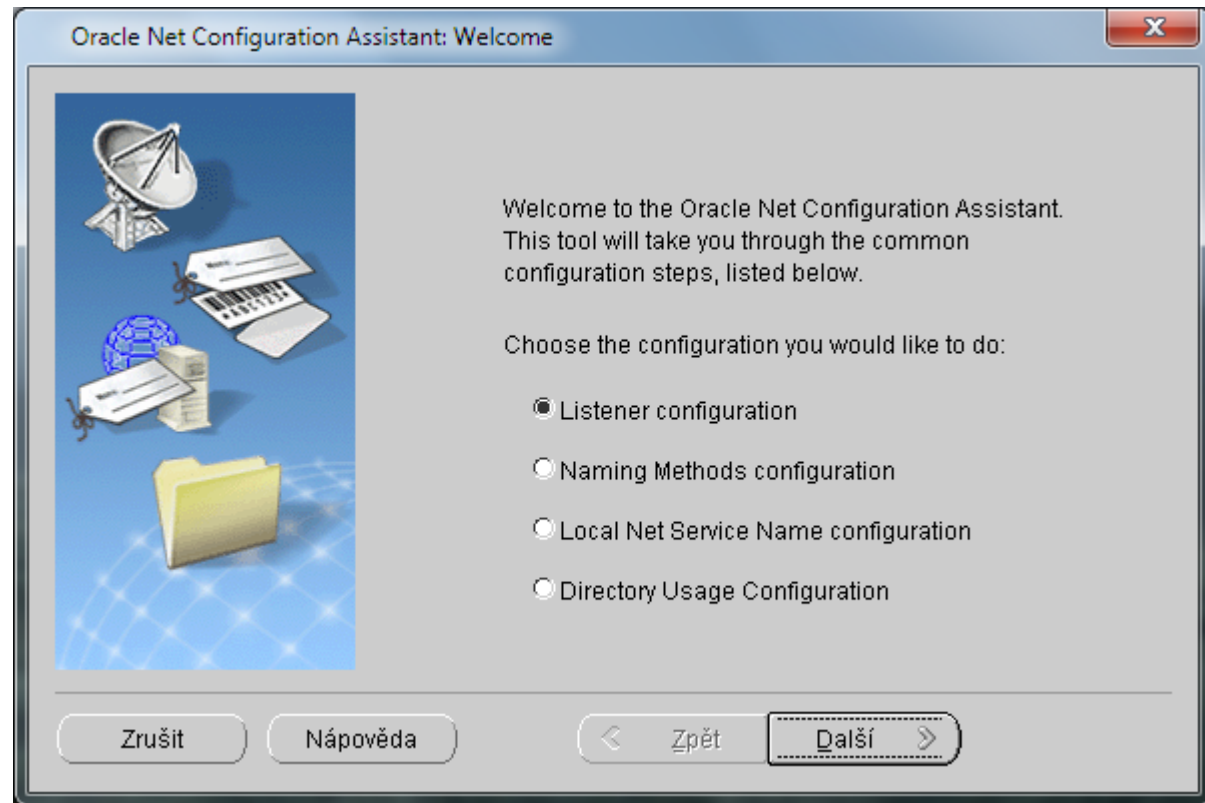 Oracle Net Configuration Assistant: Welcome
Welcome to the Oracle Net Configuration Assistant.
This tool will take you through the common
configuration steps, listed below.
Choose the configuration you would like to do:
Listener configuration
Naming Methods configuration
Local Net Service Name configuration
Directory Usage Configuration
Zrušit
Nápověda
Zpět
Další